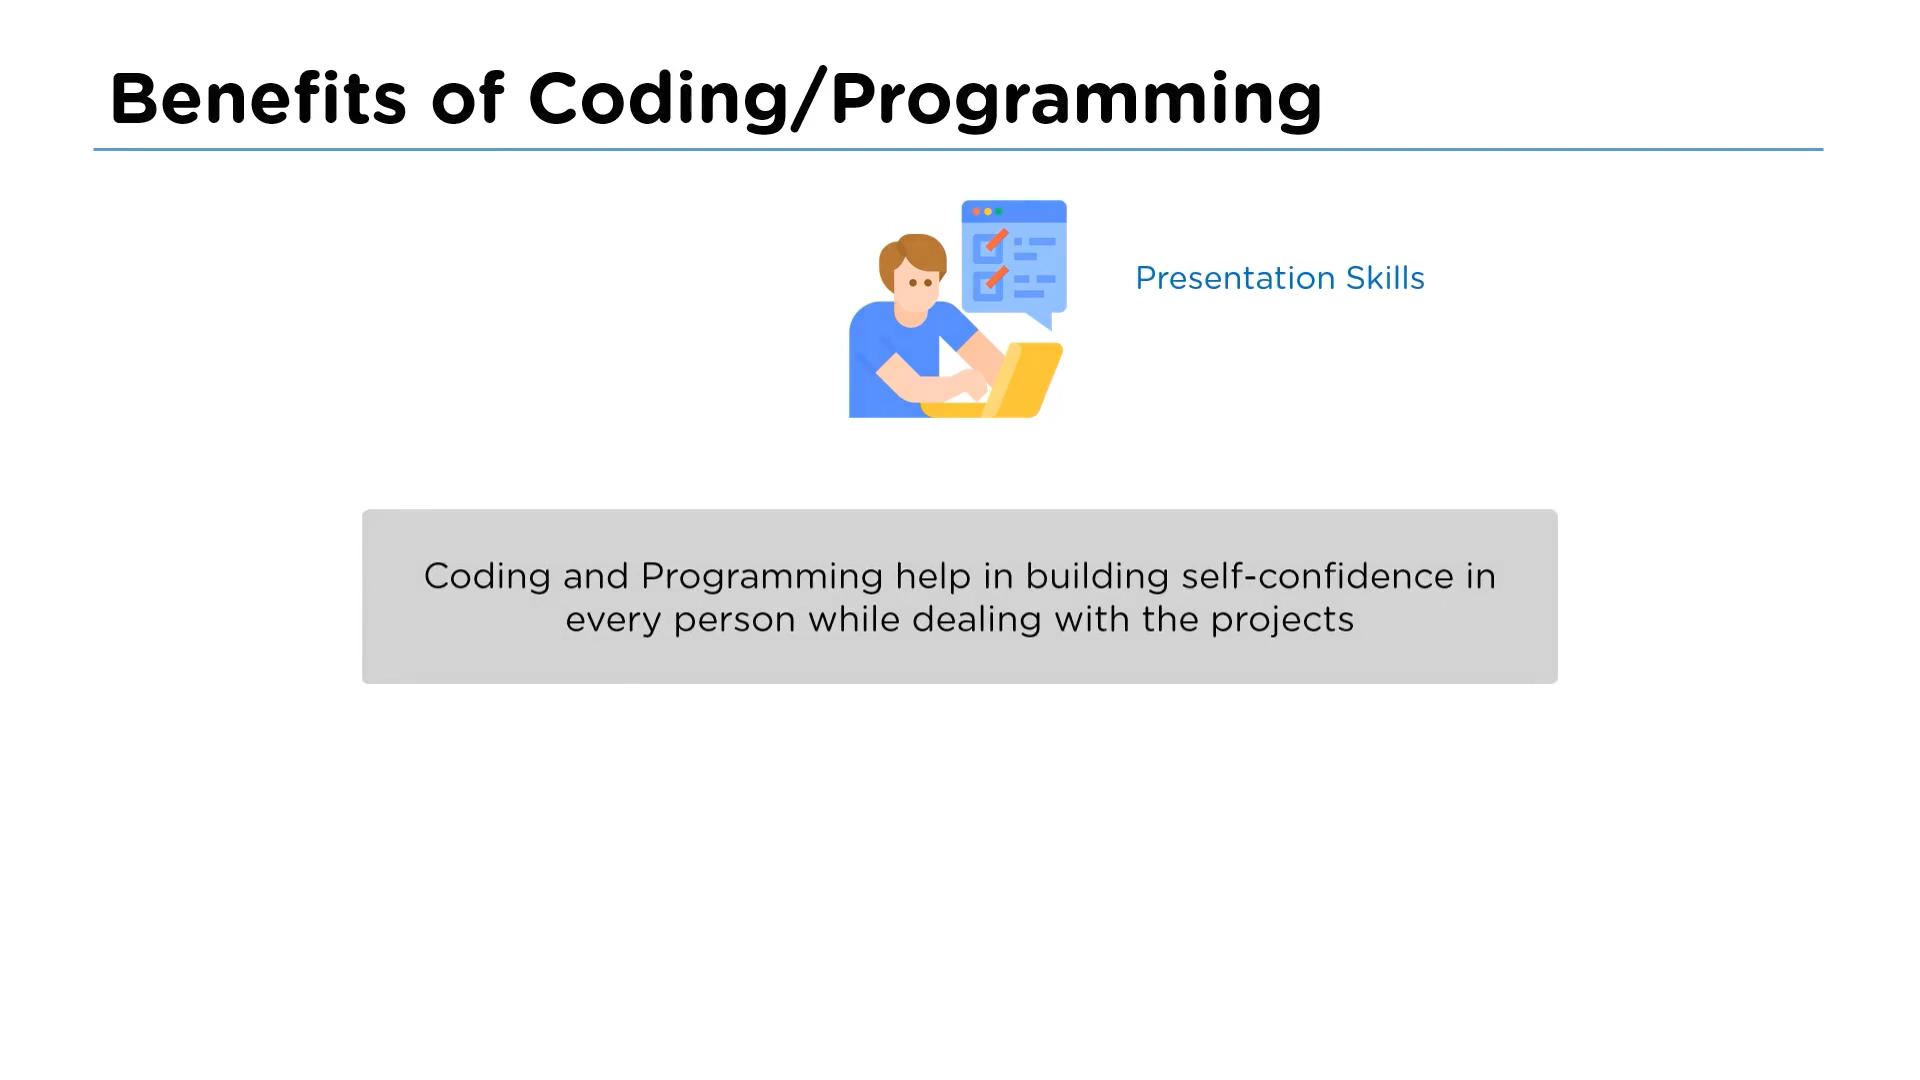 Benefits of Coding/Programming
Presentation Skills
Coding and Programming help in building self-confidence in
every person while dealing with the projects